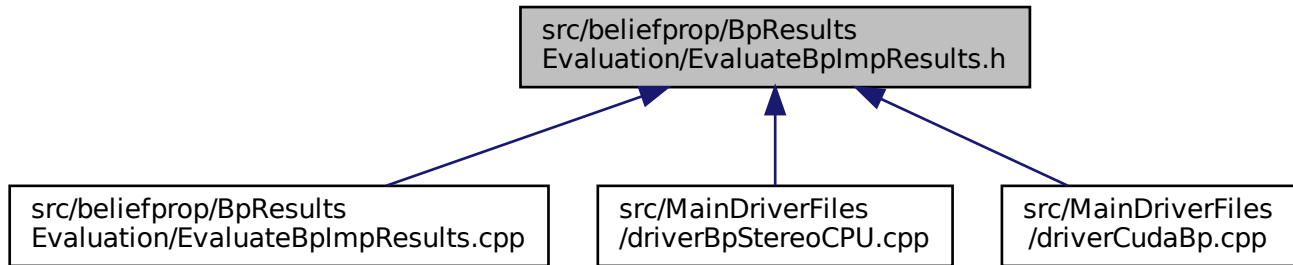 src/beliefprop/BpResults
Evaluation/EvaluateBpImpResults.h
src/beliefprop/BpResults
Evaluation/EvaluateBpImpResults.cpp
src/MainDriverFiles
/driverBpStereoCPU.cpp
src/MainDriverFiles
/driverCudaBp.cpp